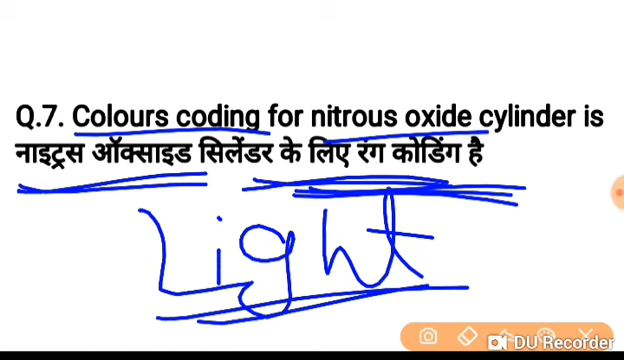 Q.7. Colours coding for nitrous oxide cylinder is
नाइट्रस ऑक्साइड सिलेंडर के लिए रंग कोडिंग है
Light
DU Recorder